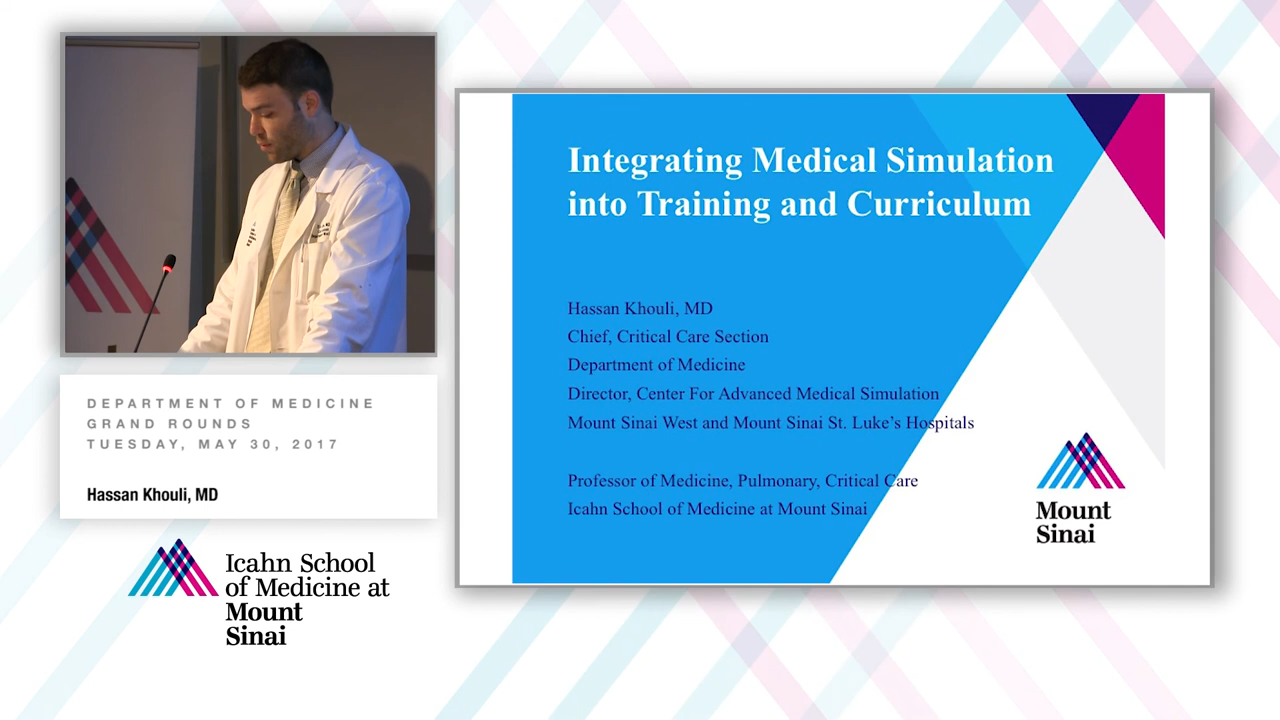 DEPARTMENT OF MEDICINE
GRAND ROUNDS
TUESDAY, MAY 30, 2017
Hassan Khouli, MD
Icahn School
of Medicine at
Mount
Sinai
Integrating Medical Simulation
into Training and Curriculum
Hassan Khouli, MD
Chief, Critical Care Section
Department of Medicine
Director, Center For Advanced Medical Simulation
Mount Sinai West and Mount Sinai St. Luke’s Hospitals
Professor of Medicine, Pulmonary, Critical Care
Icahn School of Medicine at Mount Sinai
Mount
Sinai